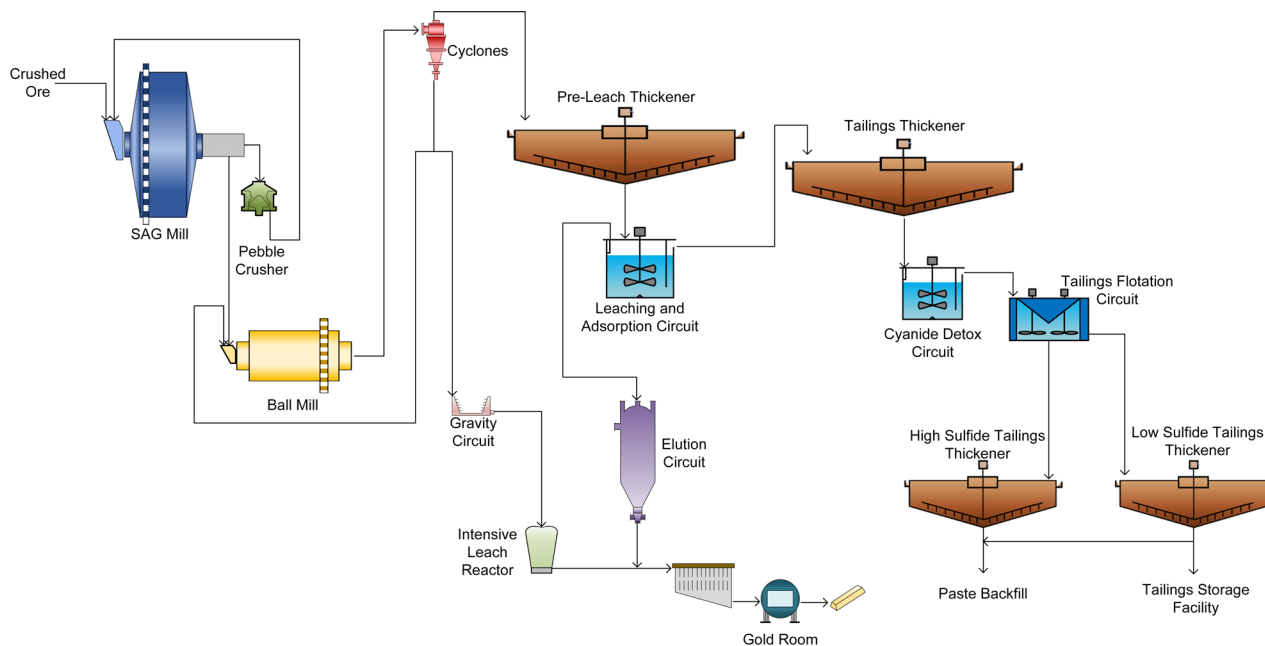 Crushed
Ore
SAG Mill
Pebble
Crusher
Ball Mill
Cyclones
Gravity
Circuit
Intensive
Leach
Reactor
Pre-Leach Thickener
Leaching and
Adsorption Circuit
Elution
Circuit
Gold Room
Tailings Thickener
Cyanide Detox
Circuit
Tailings Flotation
Circuit
High Sulfide Tailings
Thickener
Low Sulfide Tailings
Thickener
Paste Backfill
Tailings Storage
Facility